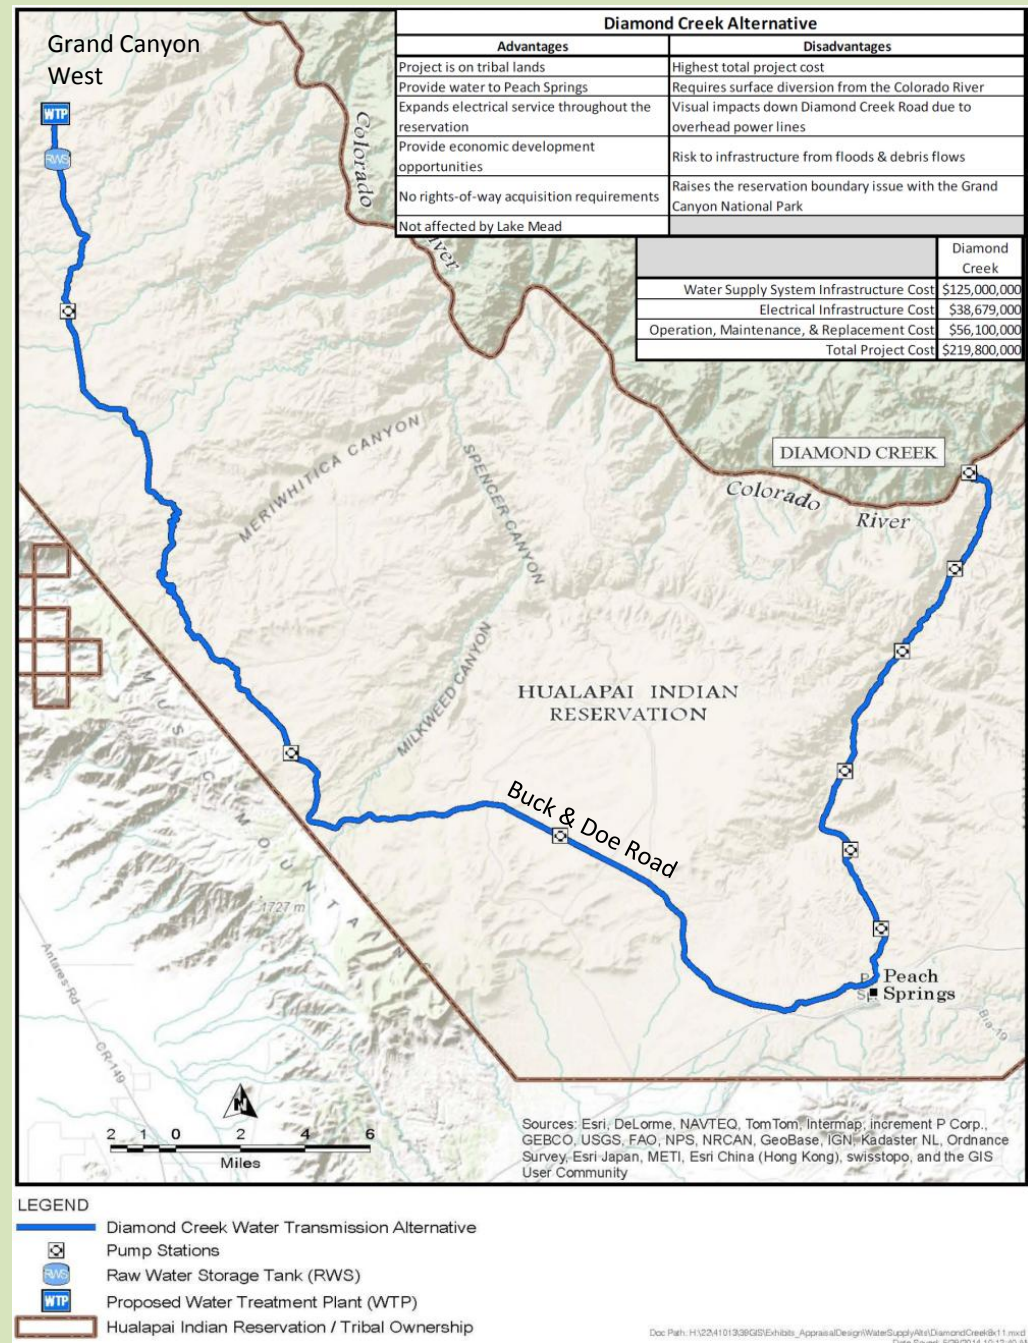 Grand Canyon
West
WTP
RWS
Diamond Creek Alternative
Advantages
Disadvantages
Project is on tribal lands
Highest total project cost
Provide water to Peach Springs
Requires surface diversion from the Colorado River
Expands electrical service throughout the
reservation
Visual impacts down Diamond Creek Road due to
overhead power lines
Provide economic development
opportunities
Risk to infrastructure from floods & debris flows
No rights-of-way acquisition requirements
Raises the reservation boundary issue with the Grand
Canyon National Park
Not affected by Lake Mead
Diamond
Creek
Water Supply System Infrastructure Cost $125,000,000
Electrical Infrastructure Cost $38,679,000
Operation, Maintenance, & Replacement Cost $56,100,000
Total Project Cost $219,800,000
Colorado
River
MERIWHITICA CANYON
SPENCER CANYON
DIAMOND CREEK
Colorado
River
MILKWEED CANYON
HUALAPAI INDIAN
RESERVATION
Buck & Doe Road
MUSIC MOUNTAINS
1727 m
Antares Rd
CR-149
Peach
Springs
Bia-19
N
2 1 0 2 4 6
Miles
Sources: Esri, DeLorme, NAVTEQ, TomTom, Intermap, increment P Corp.,
GEBCO, USGS, FAO, NPS, NRCAN, GeoBase, IGN, Kadaster NL, Ordnance
Survey, Esri Japan, METI, Esri China (Hong Kong), swisstopo, and the GIS
User Community
LEGEND
Diamond Creek Water Transmission Alternative
Pump Stations
RWS Raw Water Storage Tank (RWS)
WTP Proposed Water Treatment Plant (WTP)
Hualapai Indian Reservation / Tribal Ownership